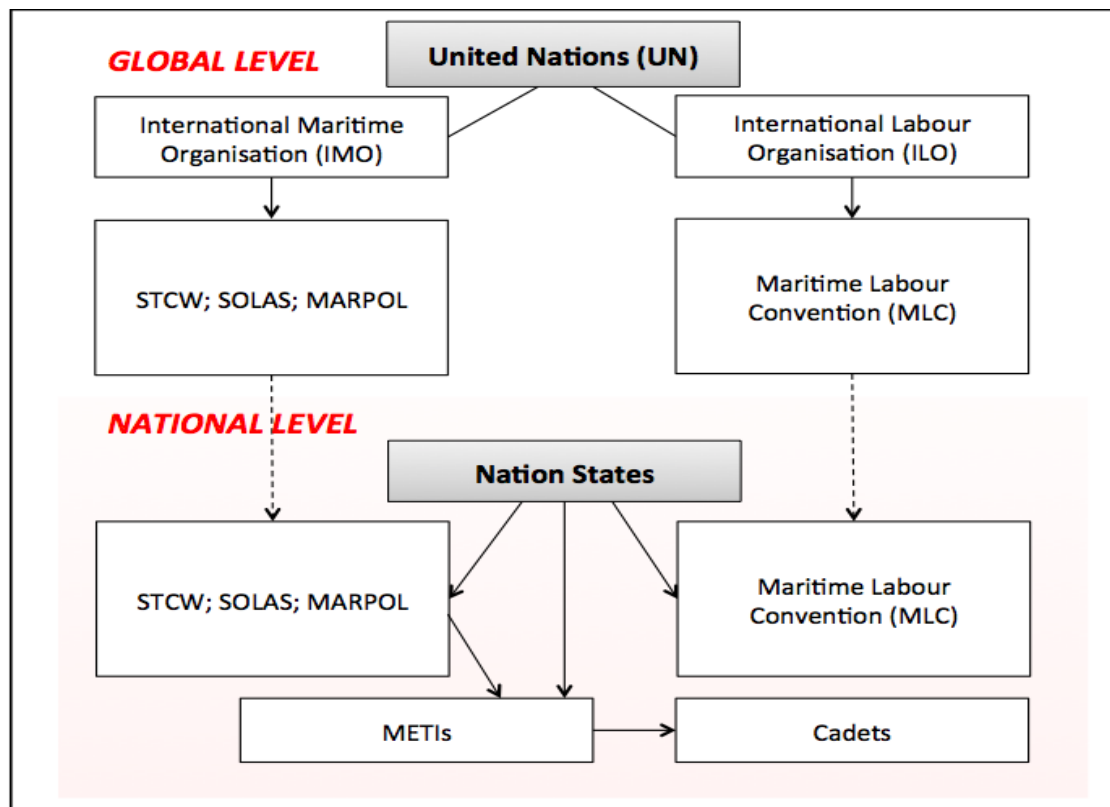 GLOBAL LEVEL
United Nations (UN)
International Maritime
Organisation (IMO)
International Labour
Organisation (ILO)
STCW; SOLAS; MARPOL
Maritime Labour
Convention (MLC)
NATIONAL LEVEL
Nation States
STCW; SOLAS; MARPOL
Maritime Labour
Convention (MLC)
METIs
Cadets